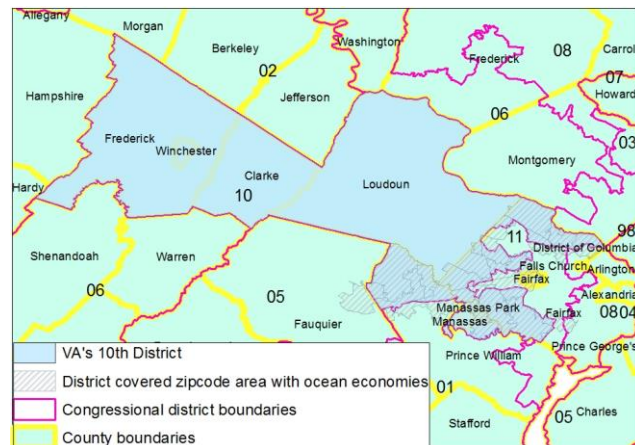 Allegany
Morgan
Washington
Frederick
08
Carrol
Berkeley
02
07
Howard
Hampshire
Jefferson
06
03
Frederick
Winchester
Montgomery
Clarke
Loudoun
Hardy
10
98
11
District of Columbia
Shenandoah
Warren
Falls Church
Arlington
Fairfax
06
05
Alexandria
Manassas Park
Fairfax
0804
Fauquier
Manassas
Prince William
Prince George's
VA's 10th District
District covered zipcode area with ocean economies
Congressional district boundaries
County boundaries
01
05
Charles
Stafford